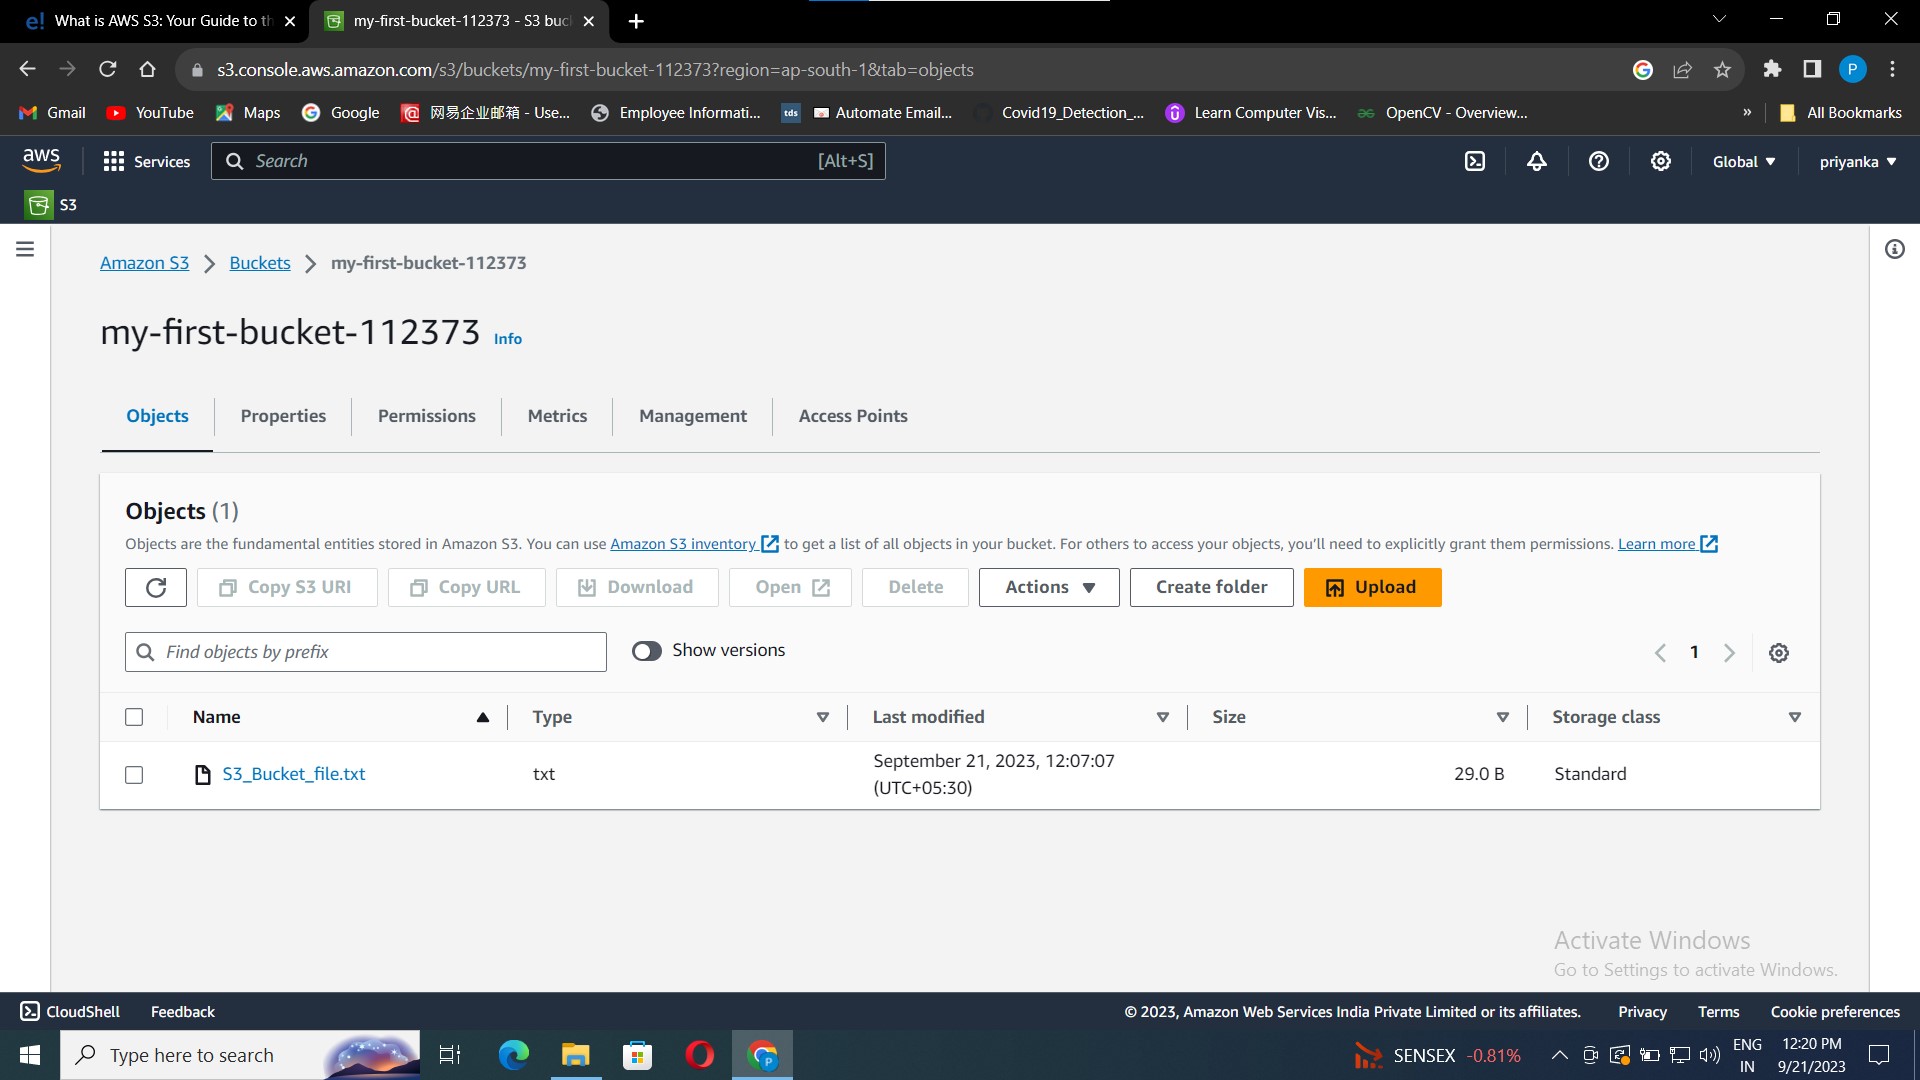 What is AWS S3: Your Guide to th
my-first-bucket-112373 - S3 buc
s3.console.aws.amazon.com/s3/buckets/my-first-bucket-112373?region=ap-south-1&tab=objects
P
Gmail YouTube Maps Google 网易企业邮箱 - Use... Employee Informati... tds Automate Email... Covid19_Detection_... Learn Computer Vis... OpenCV - Overview... » All Bookmarks
aws Services Search [Alt+S] Global priyanka
S3
Amazon S3 Buckets my-first-bucket-112373
my-first-bucket-112373 Info
Objects Properties Permissions Metrics Management Access Points
Objects (1)
Objects are the fundamental entities stored in Amazon S3. You can use Amazon S3 inventory to get a list of all objects in your bucket. For others to access your objects, you'll need to explicitly grant them permissions. Learn more
Copy S3 URI Copy URL Download Open Delete Actions Create folder Upload
Find objects by prefix Show versions 1
Name Type Last modified Size Storage class
S3_Bucket_file.txt txt September 21, 2023, 12:07:07 (UTC+05:30) 29.0 B Standard
Activate Windows
Go to Settings to activate Windows.
CloudShell Feedback © 2023, Amazon Web Services India Private Limited or its affiliates. Privacy Terms Cookie preferences
Type here to search SENSEX -0.81% ENG IN 12:20 PM 9/21/2023